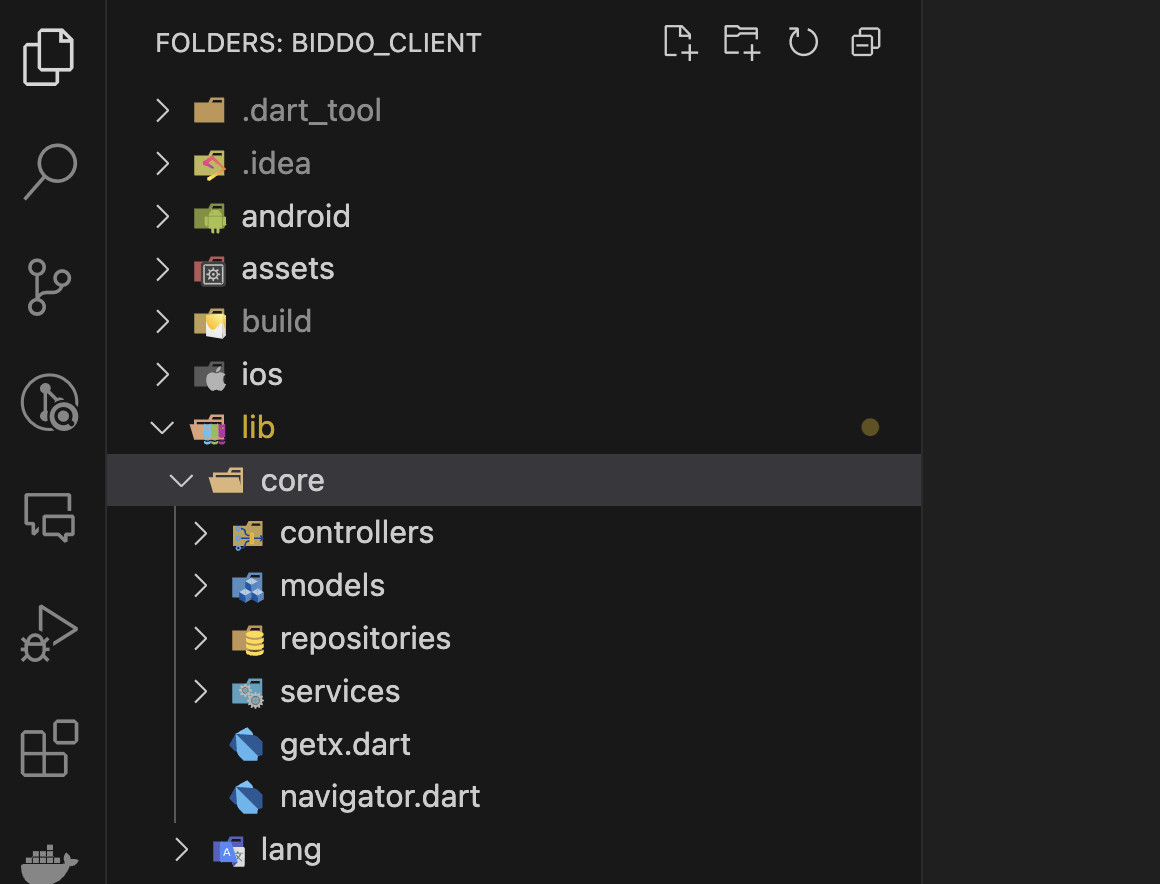 FOLDERS: BIDDO_CLIENT
.dart_tool
.idea
android
assets
build
ios
lib
core
controllers
models
repositories
services
getx.dart
navigator.dart
lang